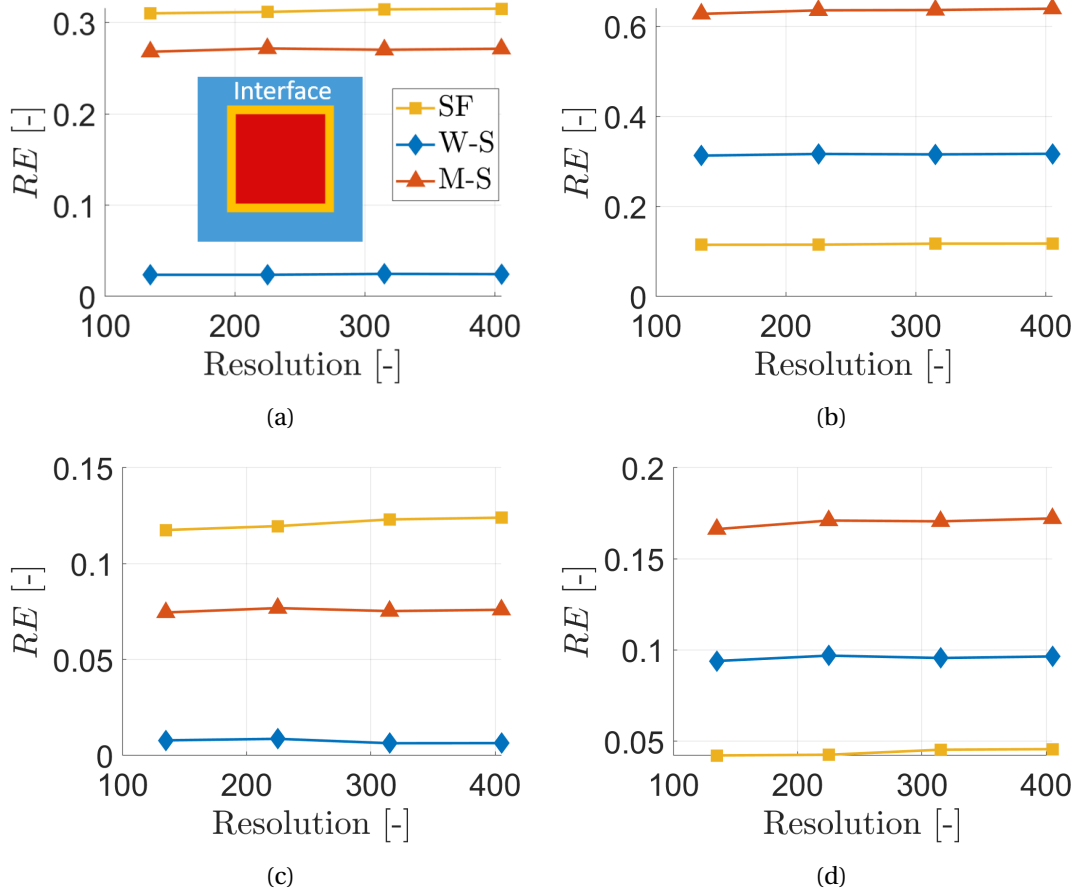 0.3
0.2
0.1
0
RE [-]
Interface
SF
W-S
M-S
100 200 300 400
Resolution [-]
(a)
0.6
0.4
0.2
0
RE [-]
100 200 300 400
Resolution [-]
(b)
0.15
0.1
0.05
0
RE [-]
100 200 300 400
Resolution [-]
(c)
0.2
0.15
0.1
0.05
RE [-]
100 200 300 400
Resolution [-]
(d)